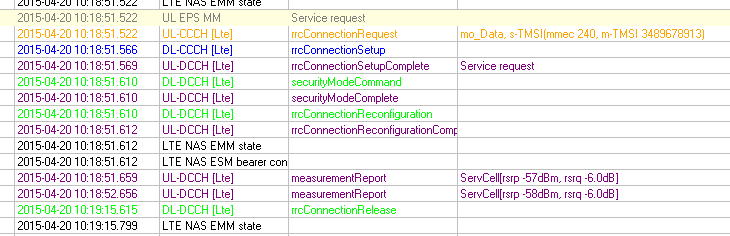 2015-04-20 10:18:51.522 LTE NAS EMM state
2015-04-20 10:18:51.522 UL EPS MM Service request
2015-04-20 10:18:51.522 UL-CCCH [Lte] rrcConnectionRequest mo_Data, s-TMSI(mmec 240, m-TMSI 3489678913)
2015-04-20 10:18:51.566 DL-CCCH [Lte] rrcConnectionSetup
2015-04-20 10:18:51.569 UL-DCCH [Lte] rrcConnectionSetupComplete Service request
2015-04-20 10:18:51.610 DL-DCCH [Lte] securityModeCommand
2015-04-20 10:18:51.610 UL-DCCH [Lte] securityModeComplete
2015-04-20 10:18:51.610 DL-DCCH [Lte] rrcConnectionReconfiguration
2015-04-20 10:18:51.612 UL-DCCH [Lte] rrcConnectionReconfigurationComp
2015-04-20 10:18:51.612 LTE NAS EMM state
2015-04-20 10:18:51.612 LTE NAS ESM bearer con
2015-04-20 10:18:51.659 UL-DCCH [Lte] measurementReport ServCell[rsrp -57dBm, rsrq -6.0dB]
2015-04-20 10:18:52.656 UL-DCCH [Lte] measurementReport ServCell[rsrp -58dBm, rsrq -6.0dB]
2015-04-20 10:19:15.615 DL-DCCH [Lte] rrcConnectionRelease
2015-04-20 10:19:15.799 LTE NAS EMM state